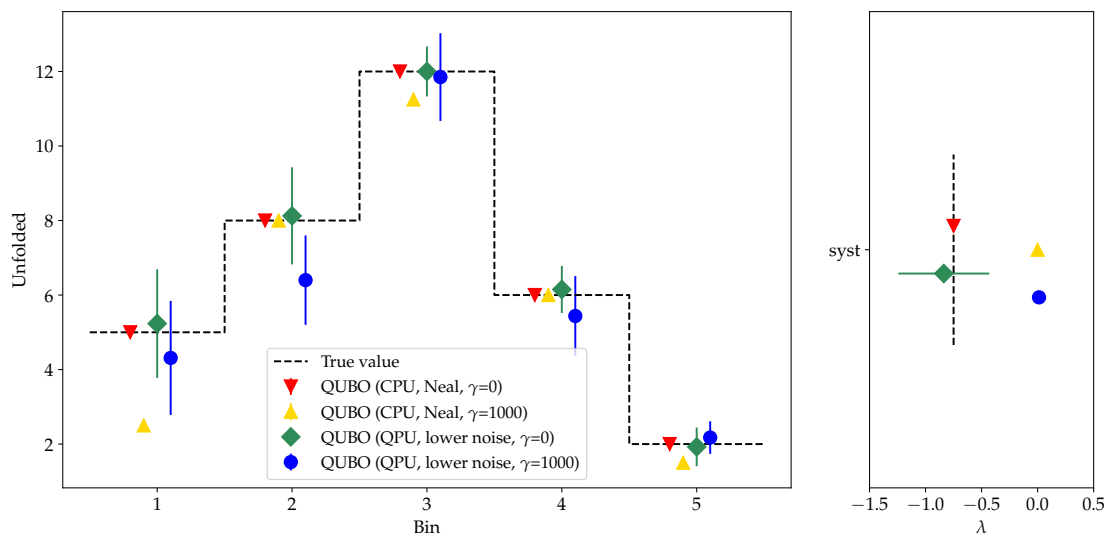 12
10
8
6
4
2
Unfolded
True value
QUBO (CPU, Neal, γ=0)
QUBO (CPU, Neal, γ=1000)
QUBO (QPU, lower noise, γ=0)
QUBO (QPU, lower noise, γ=1000)
1 2 3 4 5
Bin
syst
−1.5 −1.0 −0.5 0.0 0.5
λ